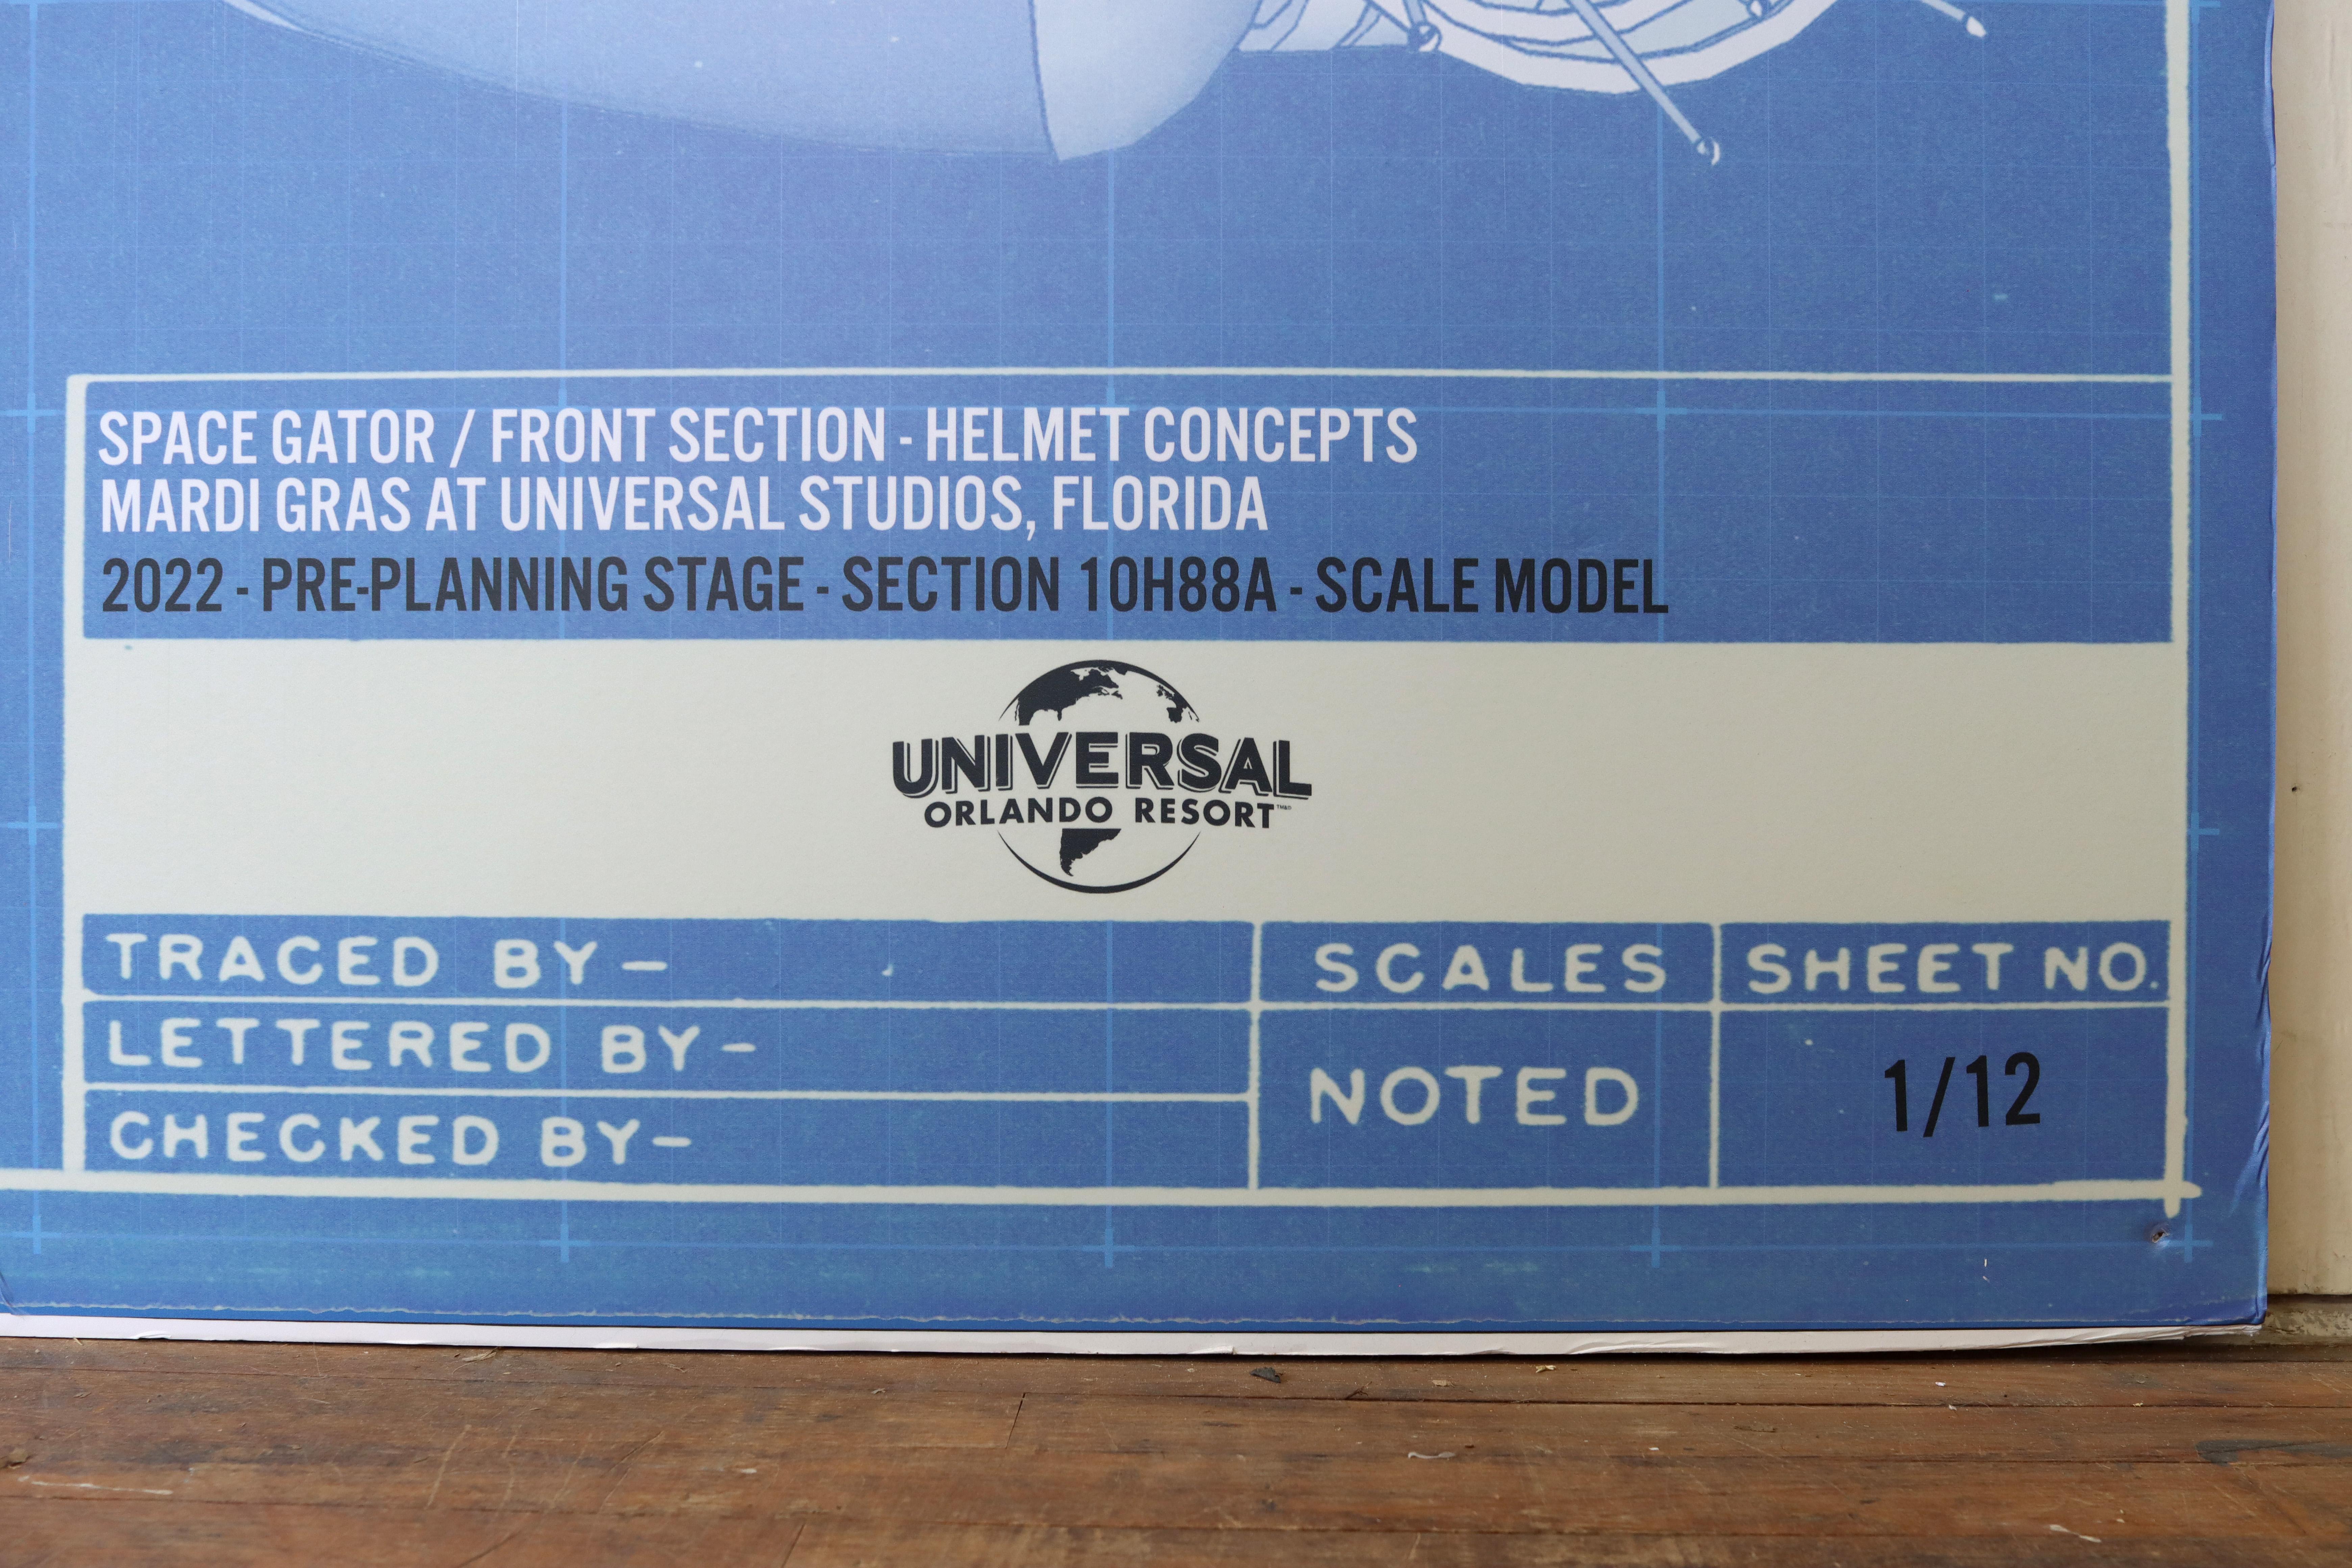 SPACE GATOR / FRONT SECTION - HELMET CONCEPTS
MARDI GRAS AT UNIVERSAL STUDIOS, FLORIDA
2022 - PRE-PLANNING STAGE - SECTION 10H88A - SCALE MODEL
UNIVERSAL
ORLANDO RESORT
TRACED BY-
LETTERED BY-
CHECKED BY-
SCALES
NOTED
SHEET NO.
1/12